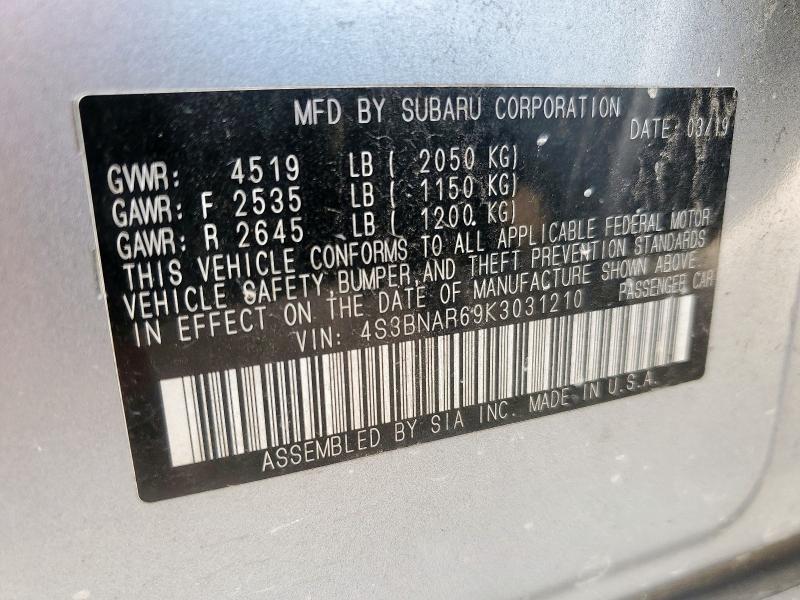 MFD BY SUBARU CORPORATION
DATE: 03/19
GVWR: 4519 LB ( 2050 KG)
GAWR: F 2535 LB ( 1150 KG)
GAWR: R 2645 LB ( 1200 KG)
THIS VEHICLE CONFORMS TO ALL APPLICABLE FEDERAL MOTOR
VEHICLE SAFETY BUMPER, AND THEFT PREVENTION STANDARDS
IN EFFECT ON THE DATE OF MANUFACTURE SHOWN ABOVE.
VIN: 4S3BNAR69K3031210 PASSENGER CAR
ASSEMBLED BY SIA INC. MADE IN U.S.A.